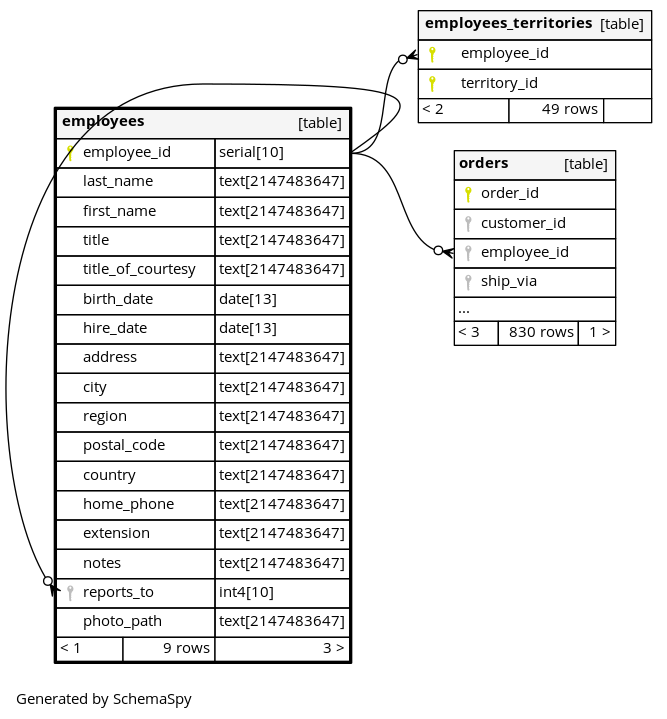 employees_territories [table]
employee_id
territory_id
< 2 49 rows
employees [table]
employee_id serial[10]
last_name text[2147483647]
first_name text[2147483647]
title text[2147483647]
title_of_courtesy text[2147483647]
birth_date date[13]
hire_date date[13]
address text[2147483647]
city text[2147483647]
region text[2147483647]
postal_code text[2147483647]
country text[2147483647]
home_phone text[2147483647]
extension text[2147483647]
notes text[2147483647]
reports_to int4[10]
photo_path text[2147483647]
< 1 9 rows 3 >
orders [table]
order_id
customer_id
employee_id
ship_via
...
< 3 830 rows 1 >
Generated by SchemaSpy